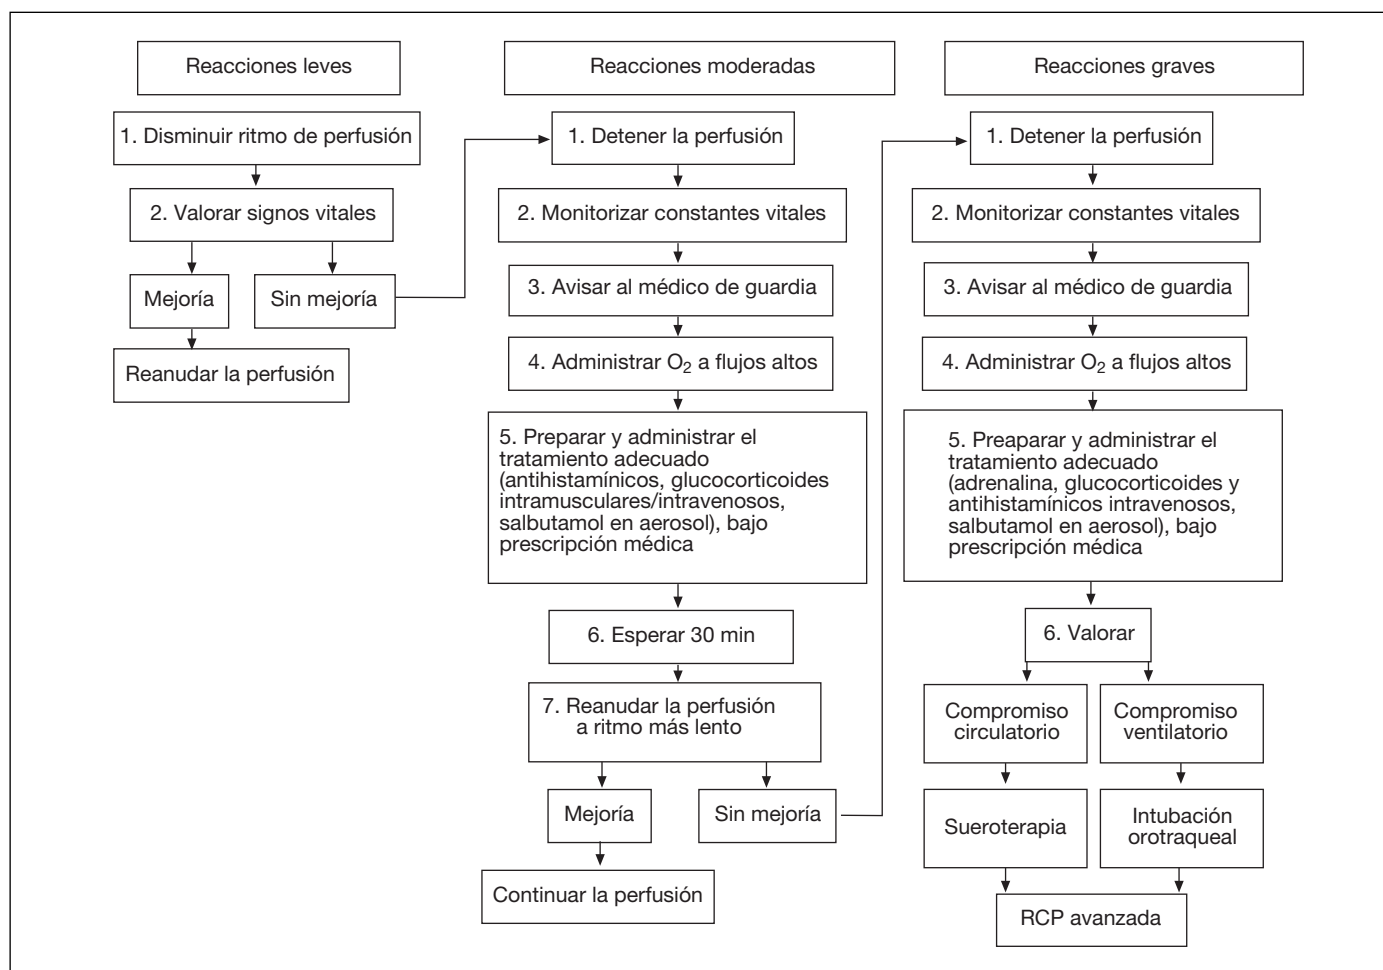 Reacciones leves
1. Disminuir ritmo de perfusión
2. Valorar signos vitales
Mejoría
Sin mejoría
Reanudar la perfusión
Reacciones moderadas
1. Detener la perfusión
2. Monitorizar constantes vitales
3. Avisar al médico de guardia
4. Administrar O₂ a flujos altos
5. Preparar y administrar el
tratamiento adecuado
(antihistamínicos, glucocorticoides
intramusculares/intravenosos,
salbutamol en aerosol), bajo
prescripción médica
6. Esperar 30 min
7. Reanudar la perfusión
a ritmo más lento
Mejoría
Sin mejoría
Continuar la perfusión
Reacciones graves
1. Detener la perfusión
2. Monitorizar constantes vitales
3. Avisar al médico de guardia
4. Administrar O₂ a flujos altos
5. Preaparar y administrar el
tratamiento adecuado
(adrenalina, glucocorticoides y
antihistamínicos intravenosos,
salbutamol en aerosol), bajo
prescripción médica
6. Valorar
Compromiso
circulatorio
Compromiso
ventilatorio
Sueroterapia
Intubación
orotraqueal
RCP avanzada